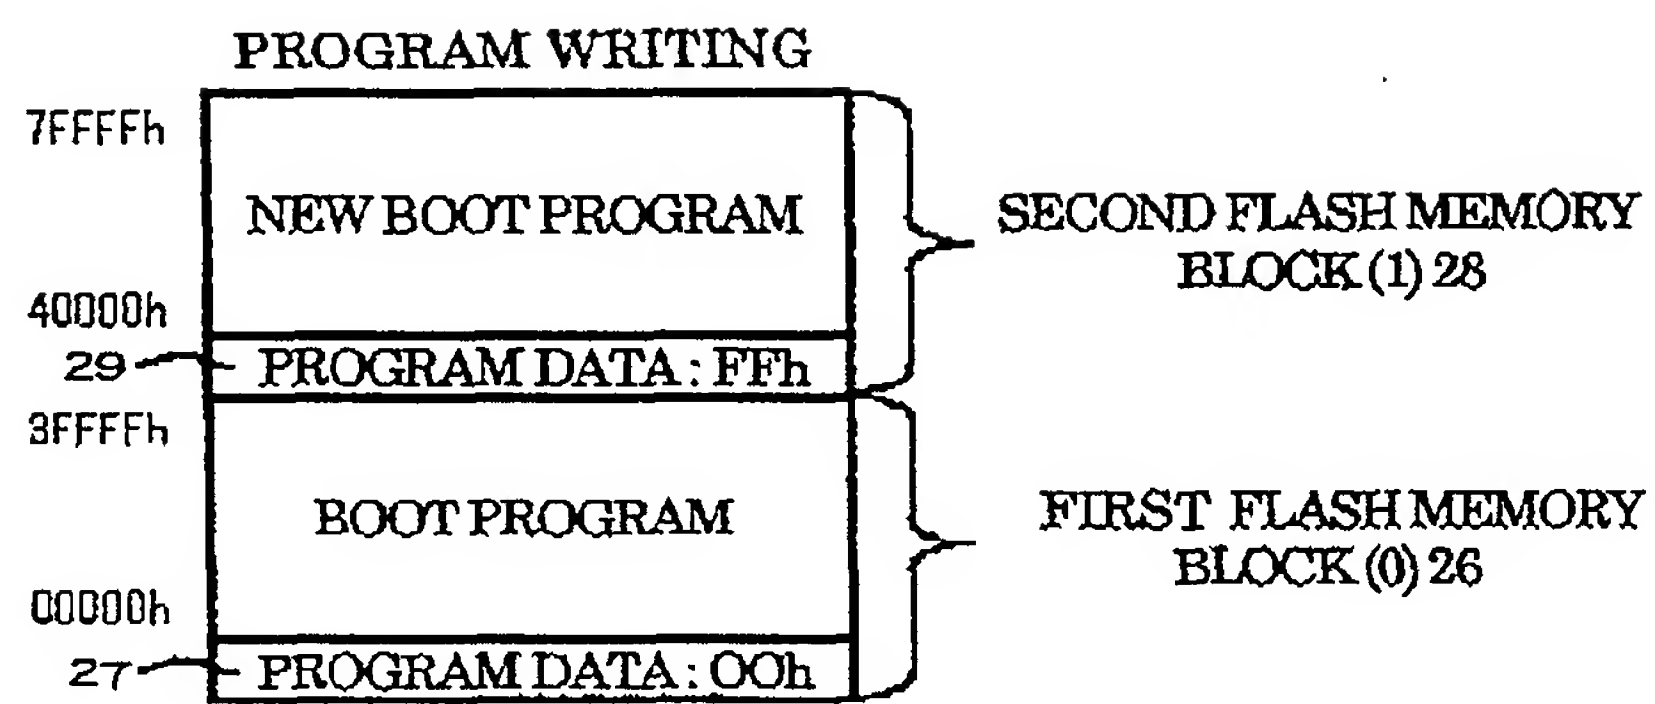 PROGRAM WRITING
7FFFFh
NEW BOOT PROGRAM
SECOND FLASH MEMORY
BLOCK (1) 28
40000h
29
PROGRAM DATA : FFh
3FFFFh
BOOT PROGRAM
FIRST FLASH MEMORY
BLOCK (0) 26
00000h
27
PROGRAM DATA : 00h